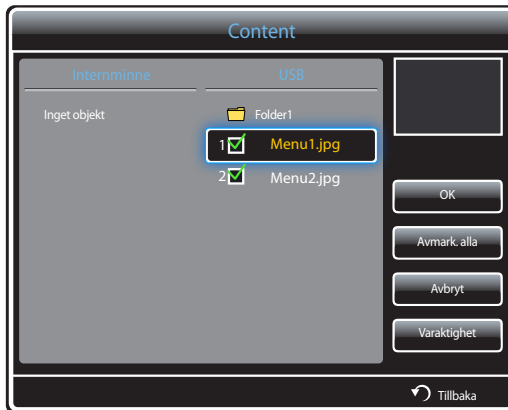 Content
Internminne
USB
Inget objekt
Folder1
1 Menu1.jpg
2 Menu2.jpg
OK
Avmark. alla
Avbryt
Varaktighet
Tillbaka